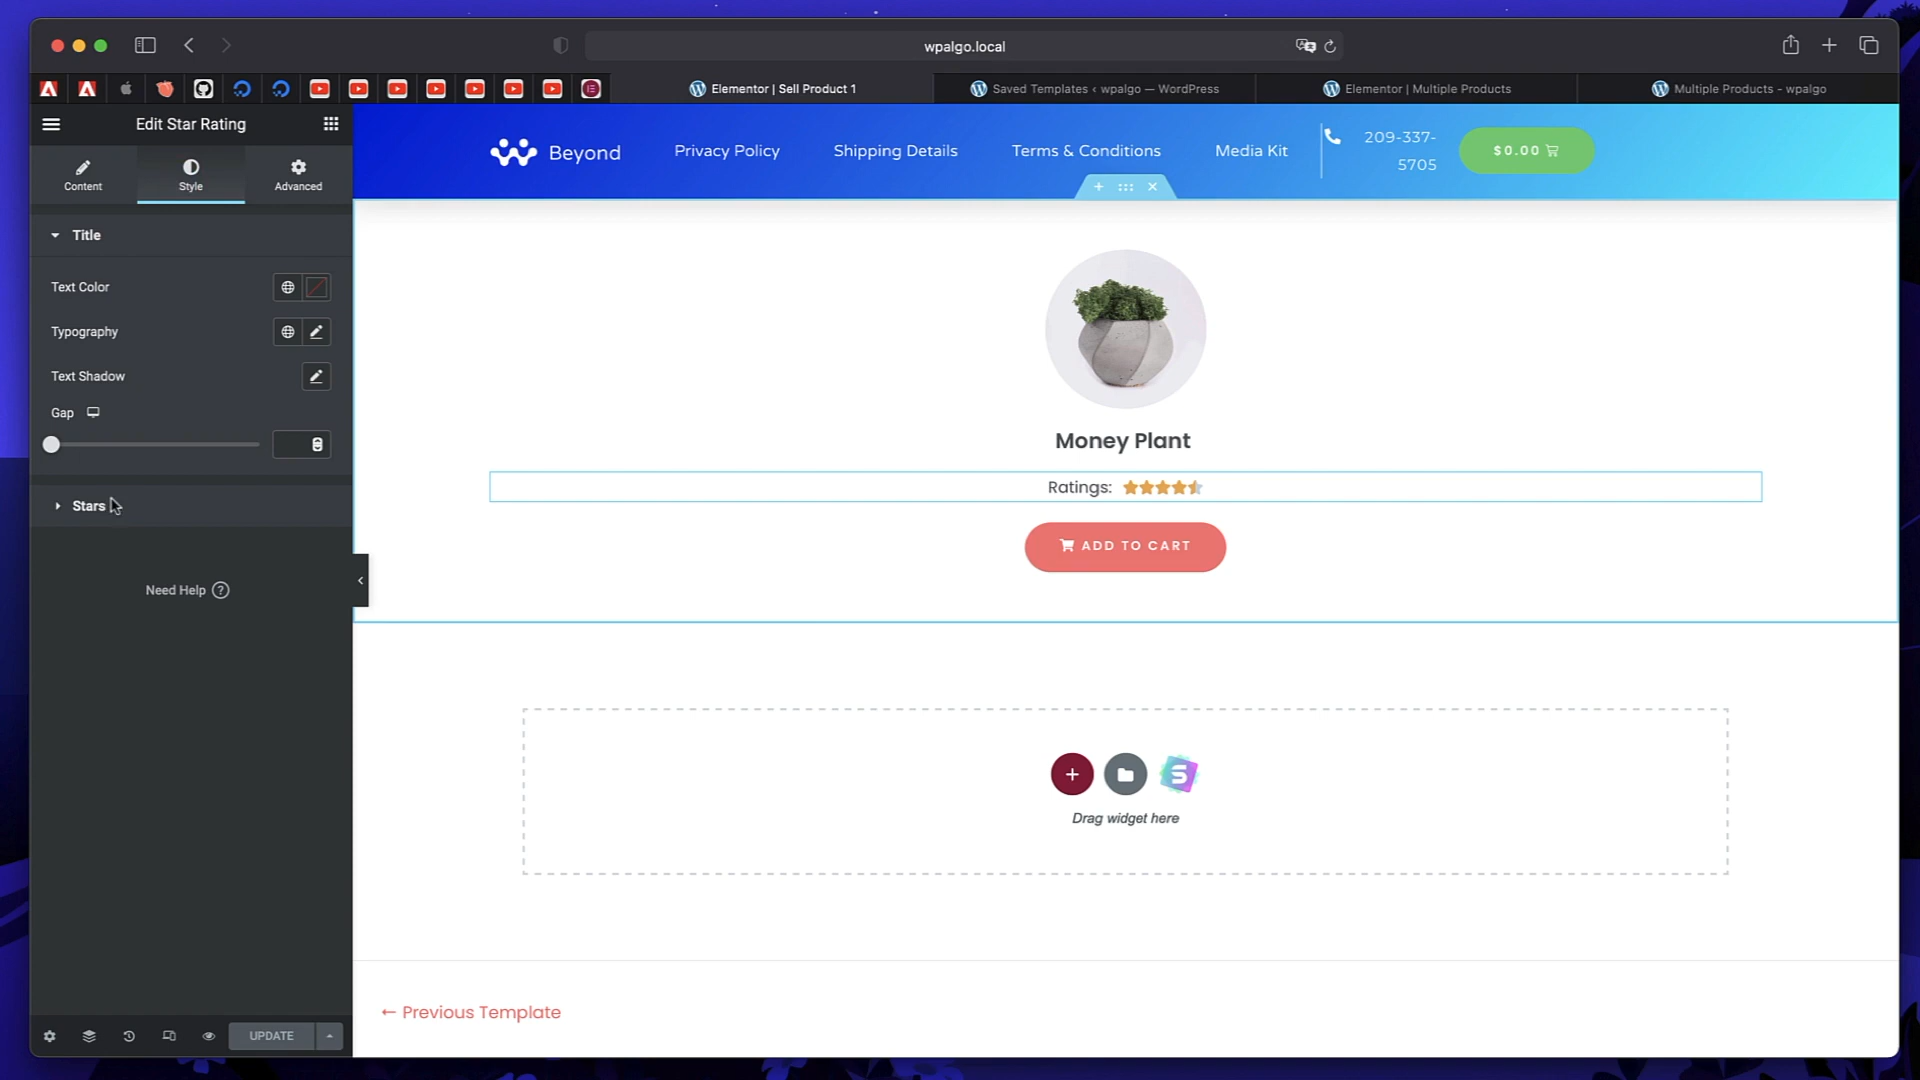 wpalgo.local
Elementor | Sell Product 1
Saved Templates ‹ wpalgo — WordPress
Elementor | Multiple Products
Multiple Products - wpalgo
Edit Star Rating
Content
Style
Advanced
Title
Text Color
Typography
Text Shadow
Gap
Stars
Need Help ?
UPDATE
Beyond
Privacy Policy
Shipping Details
Terms & Conditions
Media Kit
209-337-
5705
$0.00
Money Plant
Ratings:
ADD TO CART
S
Drag widget here
← Previous Template